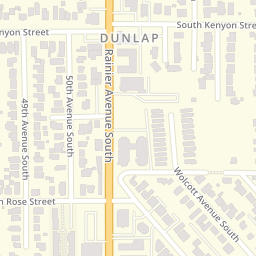 South Kenyon Street
nyon Street
DUNLAP
Rainier Avenue South
50th Avenue South
49th Avenue South
Wolcott Avenue South
n Rose Street